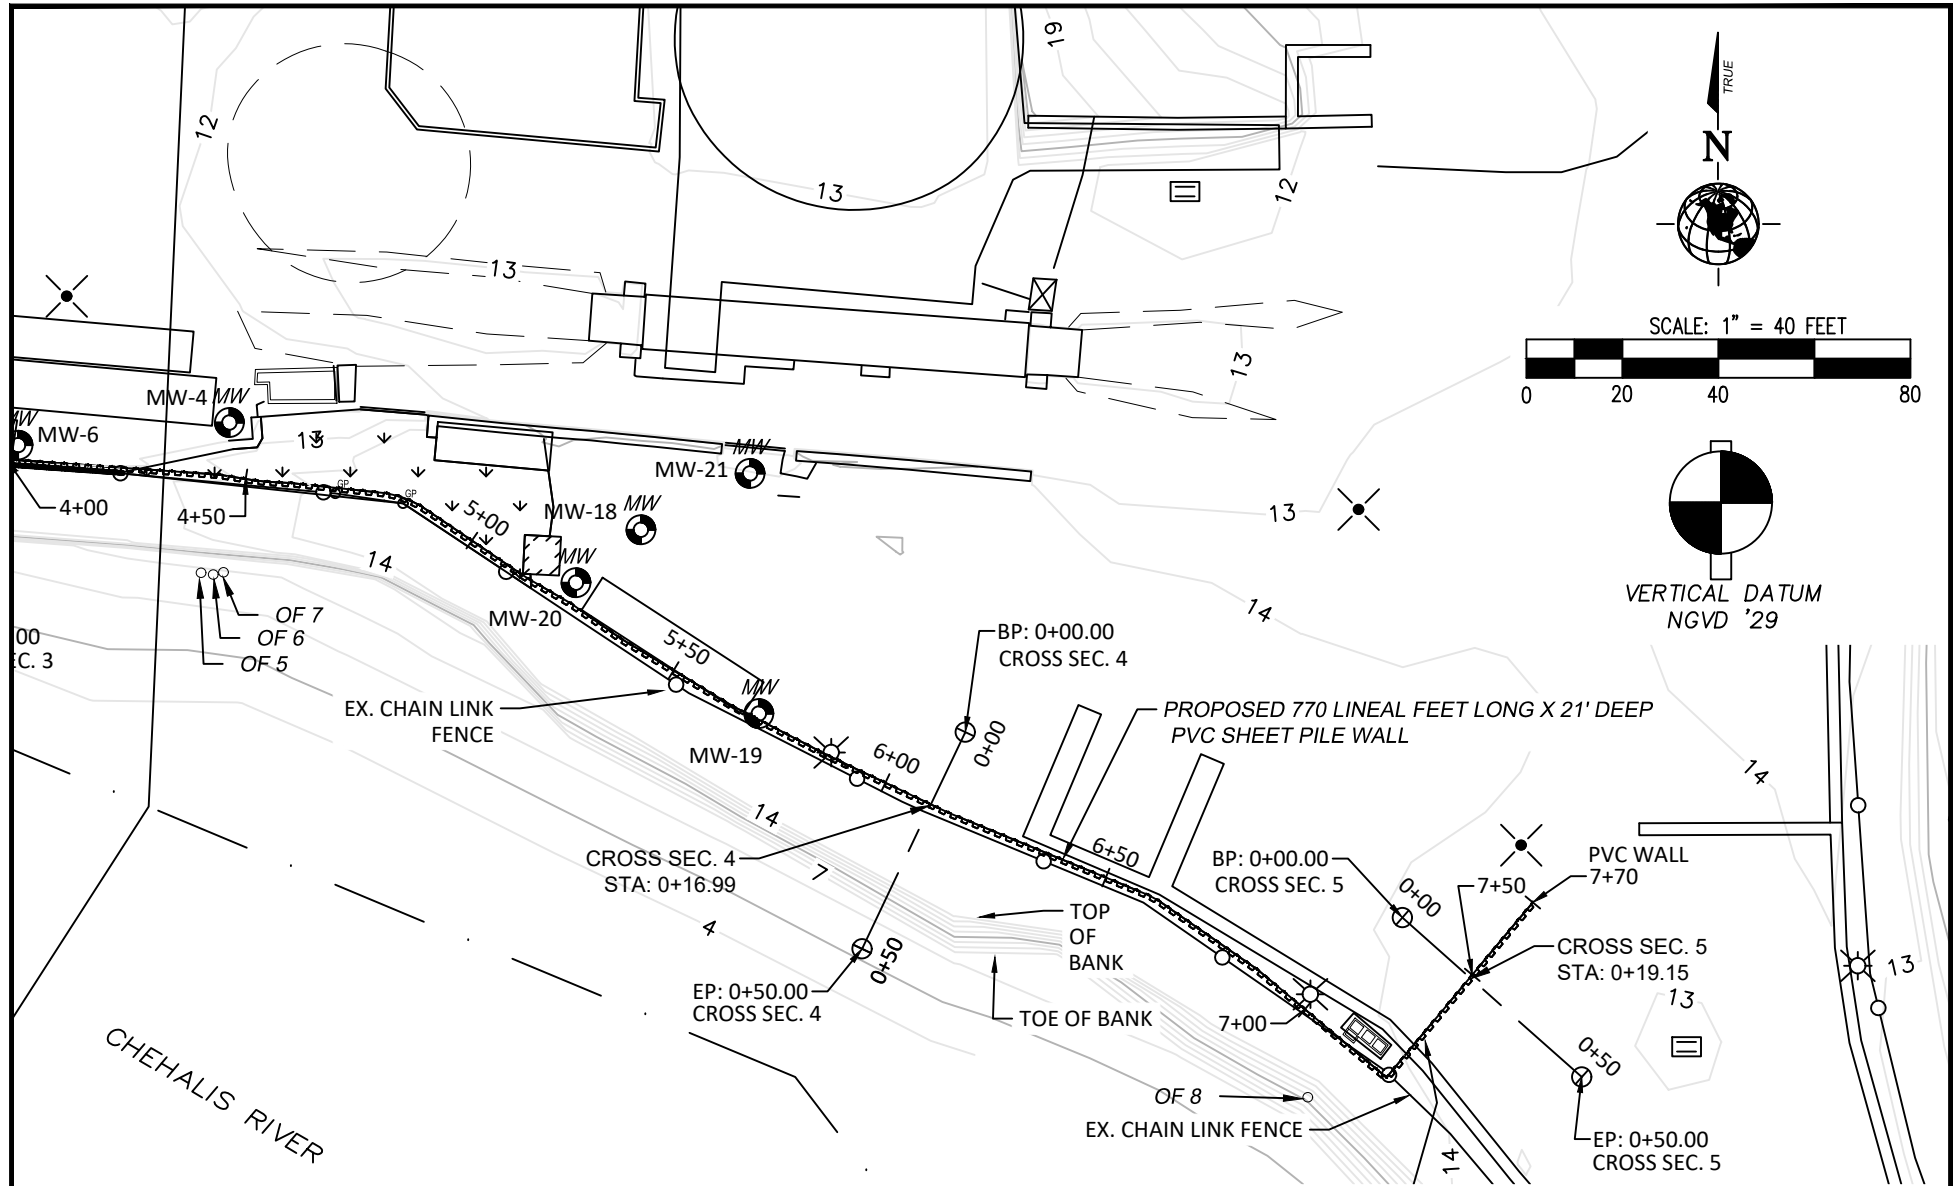 19
TRUE
N
12
13
12
13
SCALE: 1" = 40 FEET
0 20 40 80
13
MW-4
MW
MW-6
13
MW
MW-21
4+00
4+50
GP
GP
5+00
MW-18
MW
MW
13
14
VERTICAL DATUM
NGVD '29
14
MW-20
OF 7
OF 6
OF 5
00
EC. 3
5+50
MW
BP: 0+00.00
CROSS SEC. 4
EX. CHAIN LINK
FENCE
MW-19
6+00
0+00
PROPOSED 770 LINEAL FEET LONG X 21' DEEP
PVC SHEET PILE WALL
14
14
CROSS SEC. 4
STA: 0+16.99
7
4
6+50
BP: 0+00.00
CROSS SEC. 5
0+00
7+50
PVC WALL
7+70
TOP
OF
BANK
CROSS SEC. 5
STA: 0+19.15
13
13
EP: 0+50.00
CROSS SEC. 4
0+50
TOE OF BANK
7+00
0+50
CHEHALIS RIVER
OF 8
EX. CHAIN LINK FENCE
14
EP: 0+50.00
CROSS SEC. 5